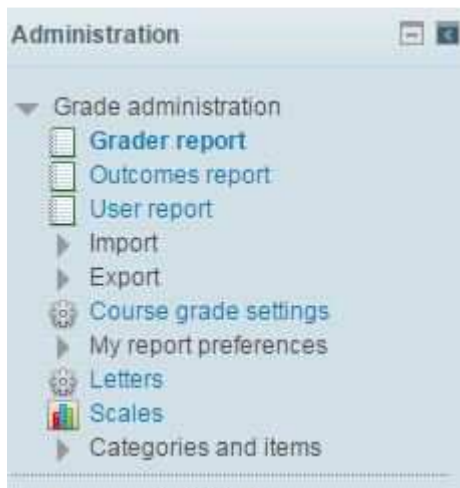 Administration
Grade administration
Grader report
Outcomes report
User report
Import
Export
Course grade settings
My report preferences
Letters
Scales
Categories and items